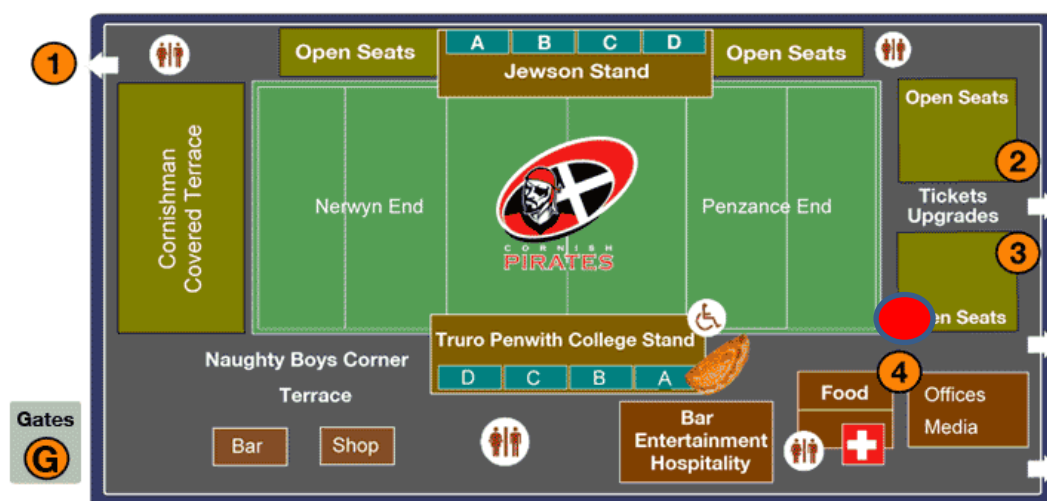 1
Open Seats
A B C D
Jewson Stand
Open Seats
Open Seats
2
Cornishman
Covered Terrace
Nerwyn End
CORNISH
PIRATES
Penzance End
Tickets
Upgrades
3
Seats
Truro Penwith College Stand
D C B A
Naughty Boys Corner
Terrace
4
Food
Offices
Media
Bar
Entertainment
Hospitality
Bar
Shop
Gates
G